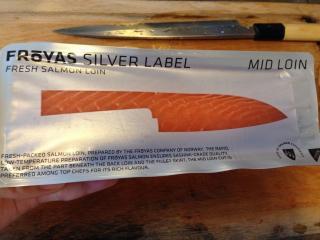 FRØYAS SILVER LABEL
FRESH SALMON LOIN
MID LOIN
FRESH-PACKED SALMON LOIN, PREPARED BY THE FRØYAS COMPANY OF NORWAY. THE RAPID,
LOW-TEMPERATURE PREPARATION OF FRØYAS SALMON ENSURES SASHIMI-GRADE QUALITY.
TAKEN FROM THE PART BENEATH THE BACK LOIN AND THE FILLET SKIN, THE MID LOIN CUT IS
PREFERRED AMONG TOP CHEFS FOR ITS RICH FLAVOUR.